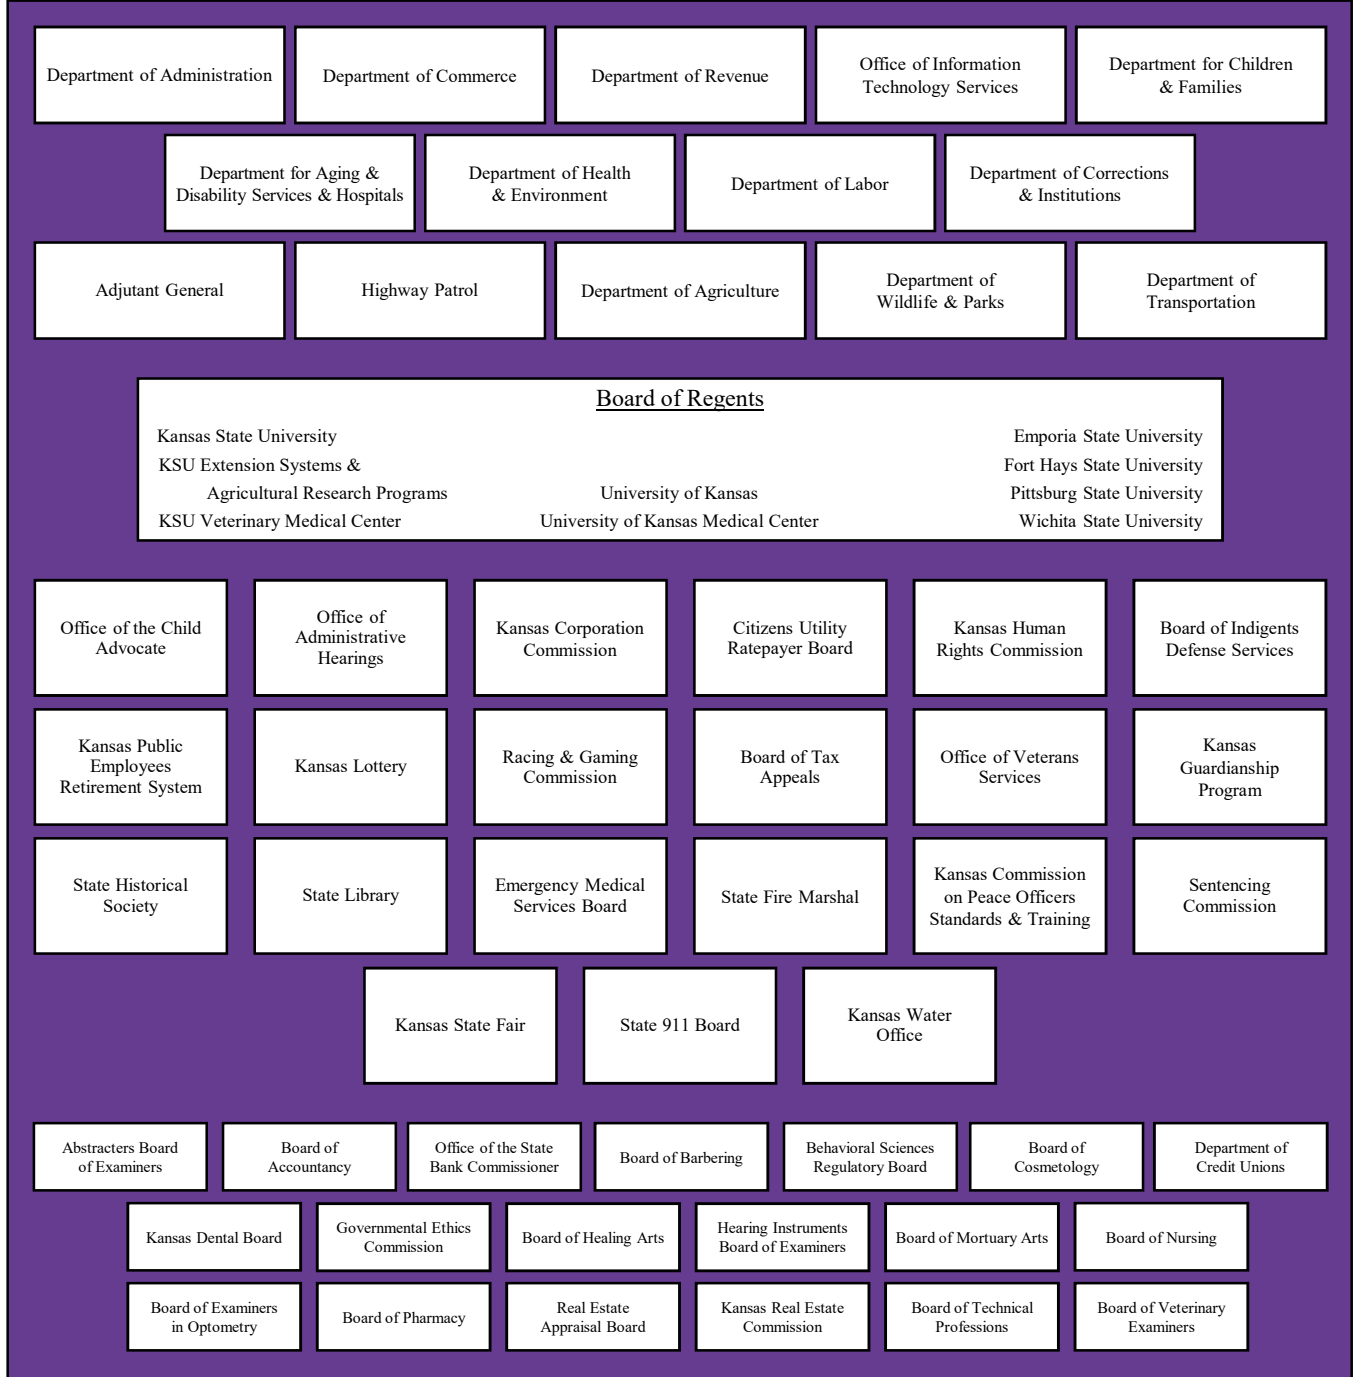 Department of Administration
Department of Commerce
Department of Revenue
Office of Information
Technology Services
Department for Children
& Families
Department for Aging &
Disability Services & Hospitals
Department of Health
& Environment
Department of Labor
Department of Corrections
& Institutions
Adjutant General
Highway Patrol
Department of Agriculture
Department of
Wildlife & Parks
Department of
Transportation
Board of Regents
Kansas State University
KSU Extension Systems &
Agricultural Research Programs
KSU Veterinary Medical Center
University of Kansas
University of Kansas Medical Center
Emporia State University
Fort Hays State University
Pittsburg State University
Wichita State University
Office of the Child
Advocate
Office of
Administrative
Hearings
Kansas Corporation
Commission
Citizens Utility
Ratepayer Board
Kansas Human
Rights Commission
Board of Indigents
Defense Services
Kansas Public
Employees
Retirement System
Kansas Lottery
Racing & Gaming
Commission
Board of Tax
Appeals
Office of Veterans
Services
Kansas
Guardianship
Program
State Historical
Society
State Library
Emergency Medical
Services Board
State Fire Marshal
Kansas Commission
on Peace Officers
Standards & Training
Sentencing
Commission
Kansas State Fair
State 911 Board
Kansas Water
Office
Abstracters Board
of Examiners
Board of
Accountancy
Office of the State
Bank Commissioner
Board of Barbering
Behavioral Sciences
Regulatory Board
Board of
Cosmetology
Department of
Credit Unions
Kansas Dental Board
Governmental Ethics
Commission
Board of Healing Arts
Hearing Instruments
Board of Examiners
Board of Mortuary Arts
Board of Nursing
Board of Examiners
in Optometry
Board of Pharmacy
Real Estate
Appraisal Board
Kansas Real Estate
Commission
Board of Technical
Professions
Board of Veterinary
Examiners